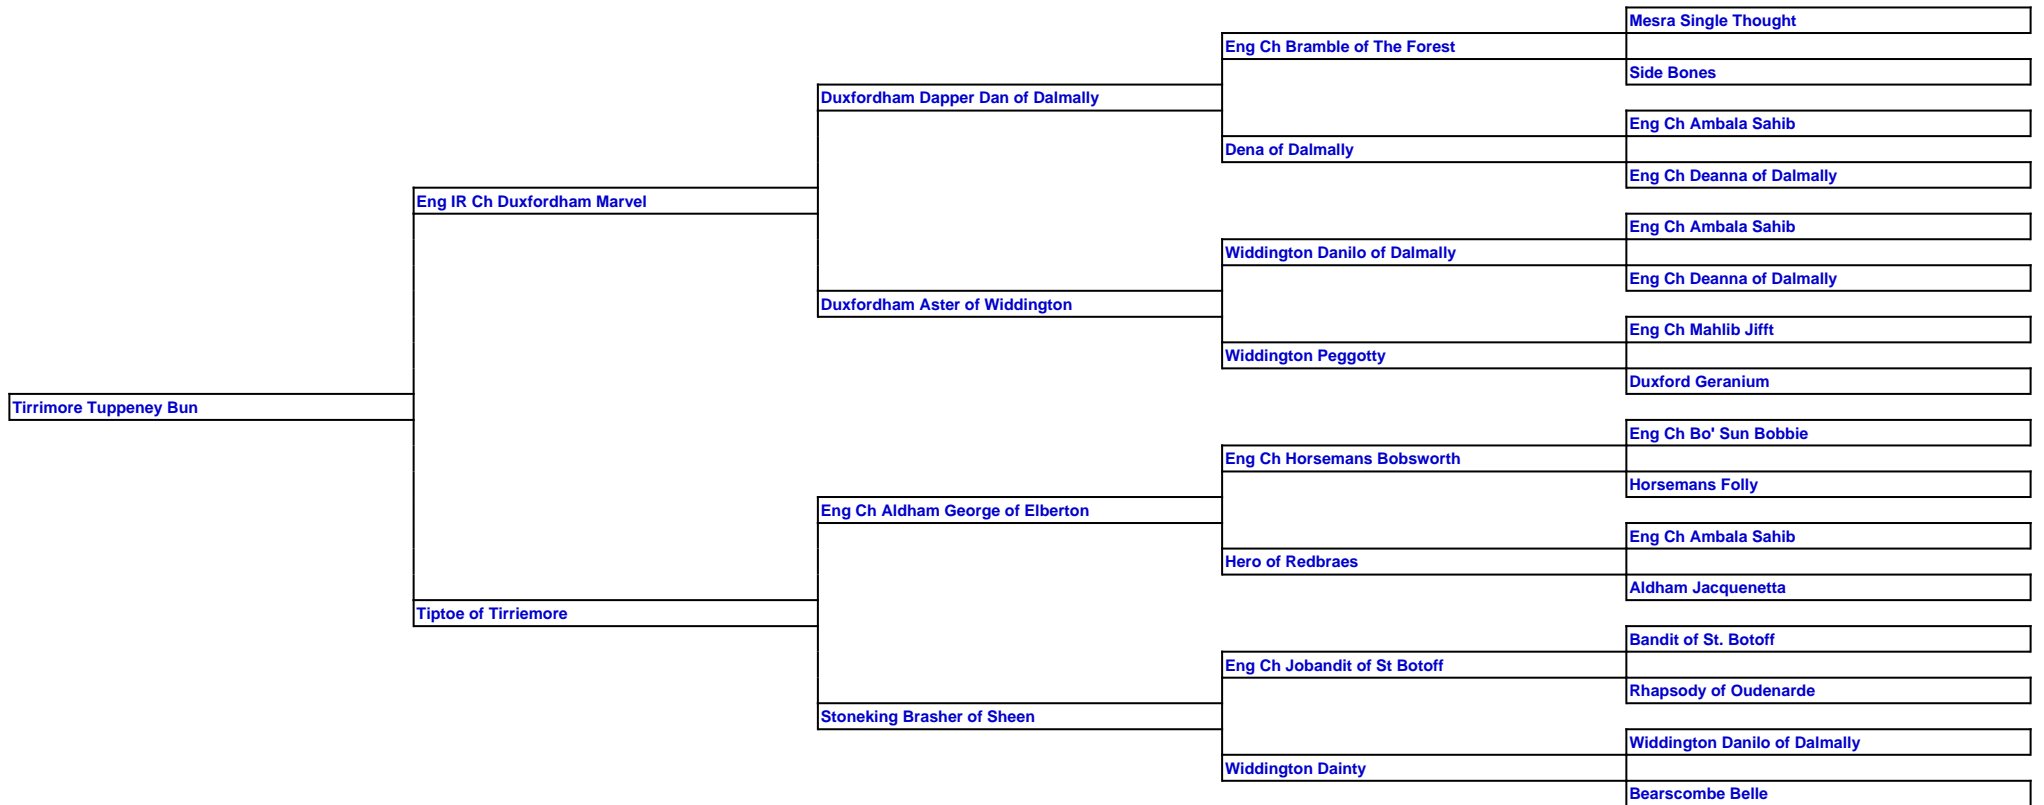 Mesra Single Thought
Eng Ch Bramble of The Forest
Side Bones
Duxfordham Dapper Dan of Dalmally
Eng Ch Ambala Sahib
Dena of Dalmally
Eng Ch Deanna of Dalmally
Eng IR Ch Duxfordham Marvel
Eng Ch Ambala Sahib
Widdington Danilo of Dalmally
Eng Ch Deanna of Dalmally
Duxfordham Aster of Widdington
Eng Ch Mahlib Jifft
Widdington Peggotty
Duxford Geranium
Tirrimore Tuppeney Bun
Eng Ch Bo' Sun Bobbie
Eng Ch Horsemans Bobsworth
Horsemans Folly
Eng Ch Aldham George of Elberton
Eng Ch Ambala Sahib
Hero of Redbraes
Aldham Jacquenetta
Tiptoe of Tirriemore
Bandit of St. Botoff
Eng Ch Jobandit of St Botoff
Rhapsody of Oudenarde
Stoneking Brasher of Sheen
Widdington Danilo of Dalmally
Widdington Dainty
Bearscombe Belle